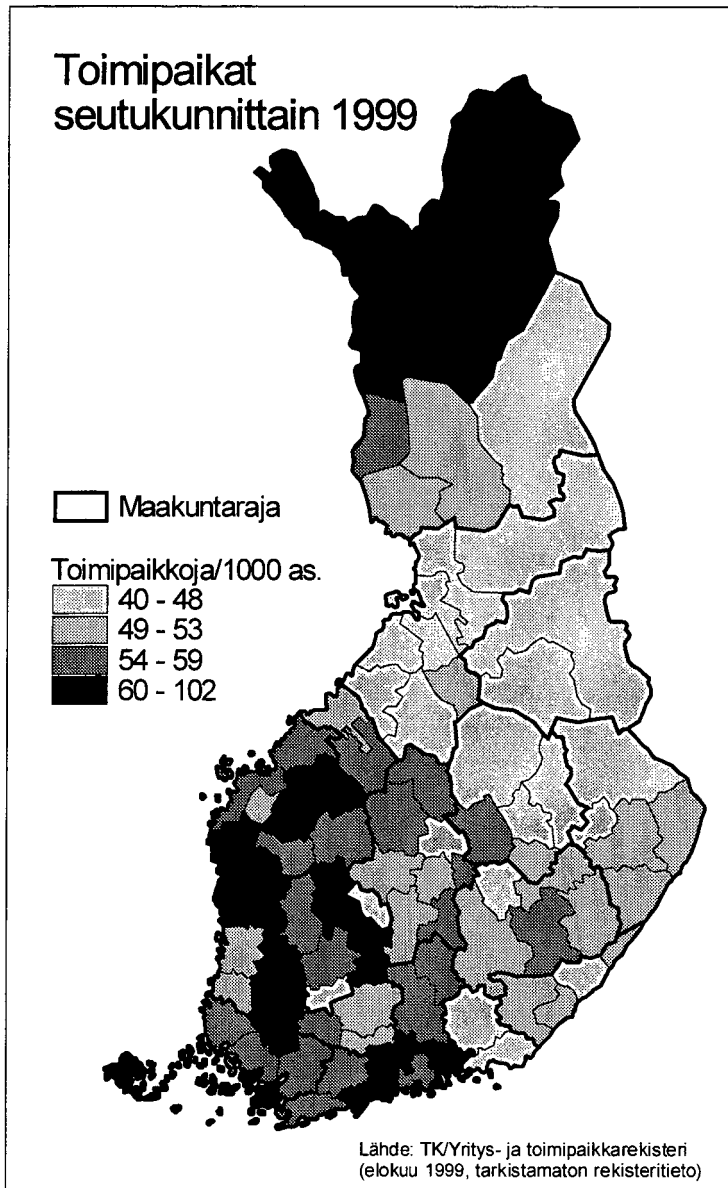 Toimipaikat
seutukunnittain 1999
Maakuntaraja
Toimipaikkoja/1000 as.
40 - 48
49 - 53
54 - 59
60 - 102
Lähde: TK/Yritys- ja toimipaikkarekisteri
(elokuu 1999, tarkistamaton rekisteritieto)